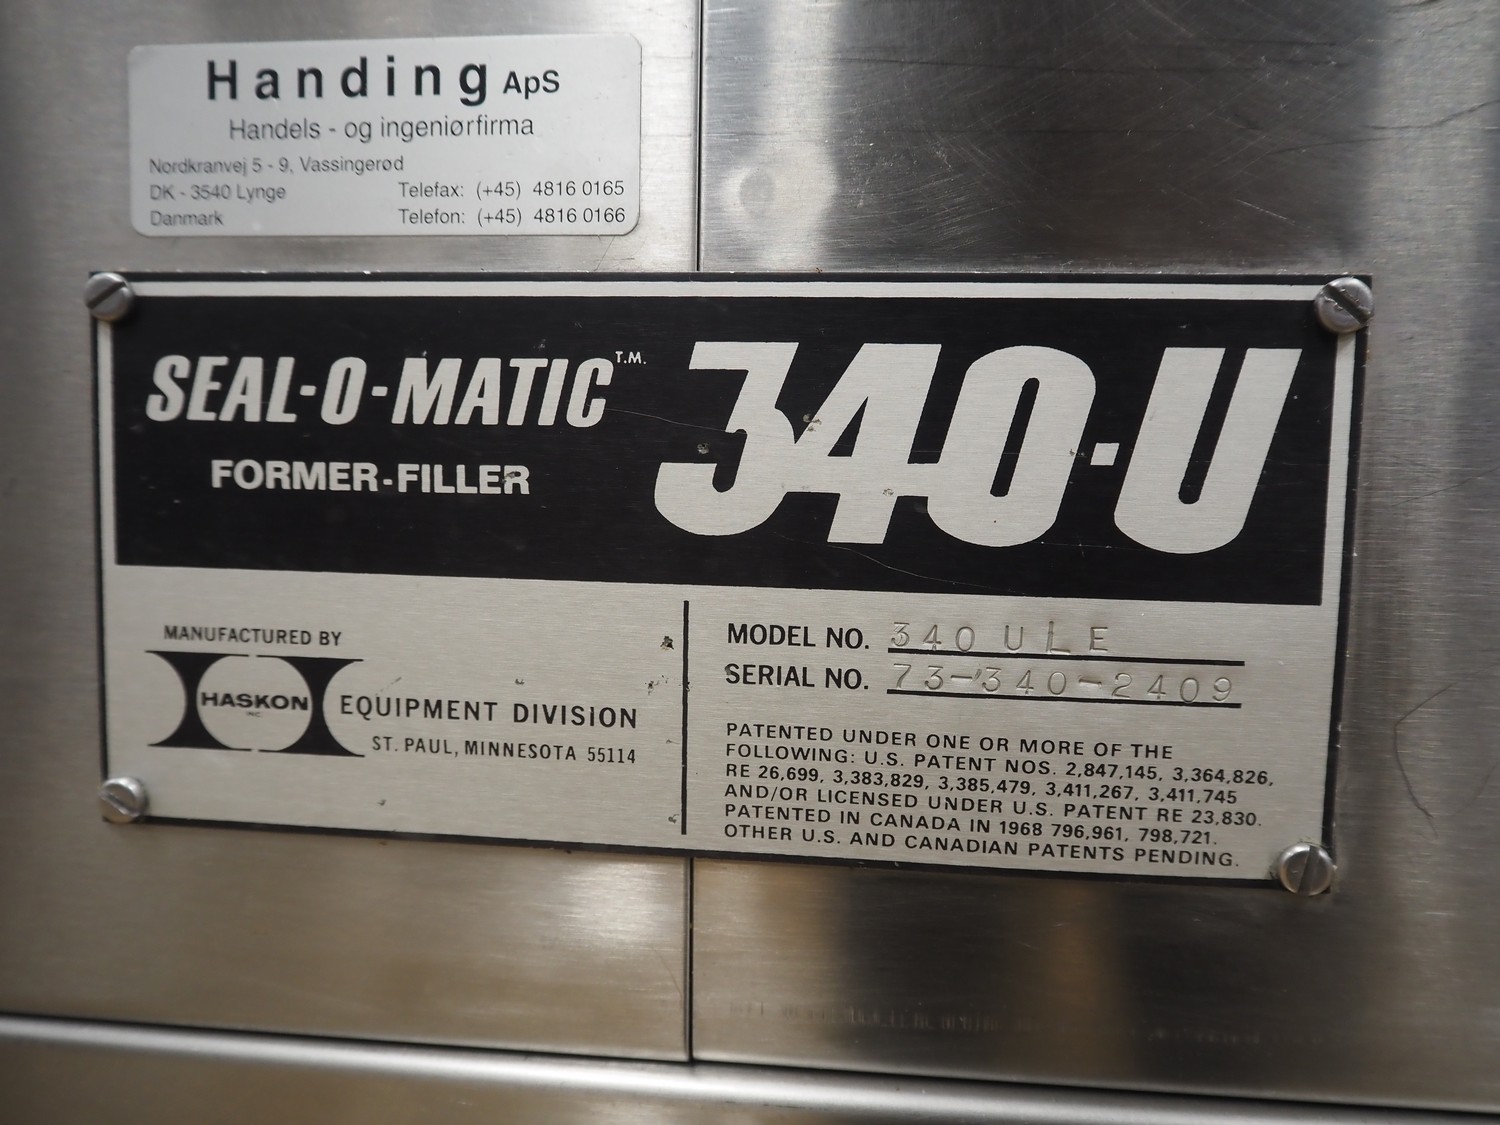 Handing ApS
Handels - og ingeniørfirma
Nordkranvej 5 - 9, Vassingerød
DK - 3540 Lynge
Danmark
Telefax: (+45) 4816 0165
Telefon: (+45) 4816 0166
SEAL-O-MATIC T.M.
FORMER-FILLER
340-U
MANUFACTURED BY
HASKON
INC.
EQUIPMENT DIVISION
ST. PAUL, MINNESOTA 55114
MODEL NO. 340 ULE
SERIAL NO. 73-340-2409
PATENTED UNDER ONE OR MORE OF THE
FOLLOWING: U.S. PATENT NOS. 2,847,145, 3,364,826,
RE 26,699, 3,383,829, 3,385,479, 3,411,267, 3,411,745
AND/OR LICENSED UNDER U.S. PATENT RE 23,830.
PATENTED IN CANADA IN 1968 796,961, 798,721.
OTHER U.S. AND CANADIAN PATENTS PENDING.